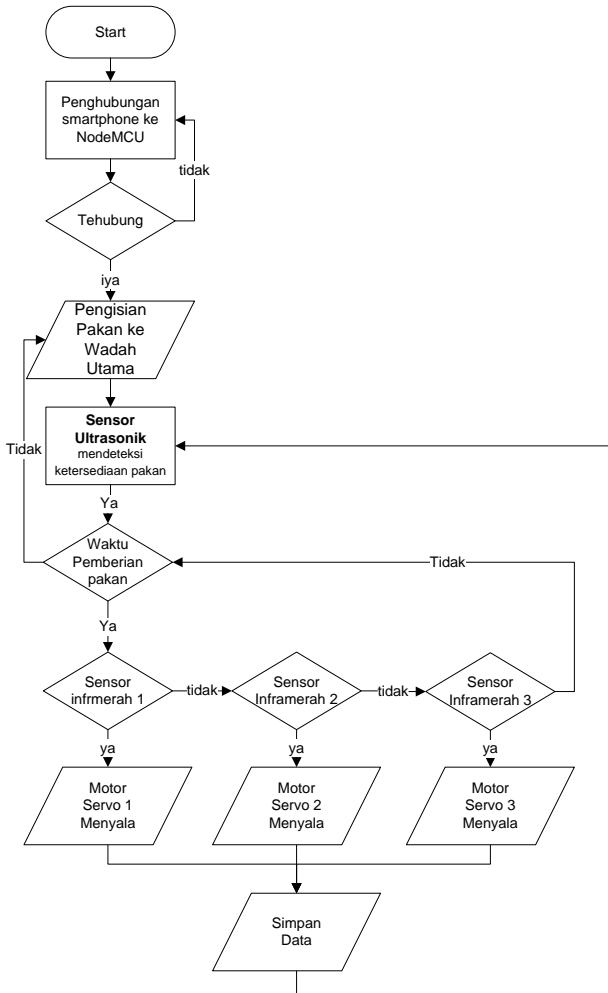 Start
Penghubungan
smartphone ke
NodeMCU
tidak
Tehubung
iya
Pengisian
Pakan ke
Wadah
Utama
Sensor
Ultrasonik
mendeteksi
ketersediaan pakan
Tidak
Ya
Waktu
Pemberian
pakan
Tidak
Ya
Sensor
infrmerah 1
tidak
Sensor
Inframerah 2
tidak
Sensor
Inframerah 3
ya
ya
ya
Motor
Servo 1
Menyala
Motor
Servo 2
Menyala
Motor
Servo 3
Menyala
Simpan
Data